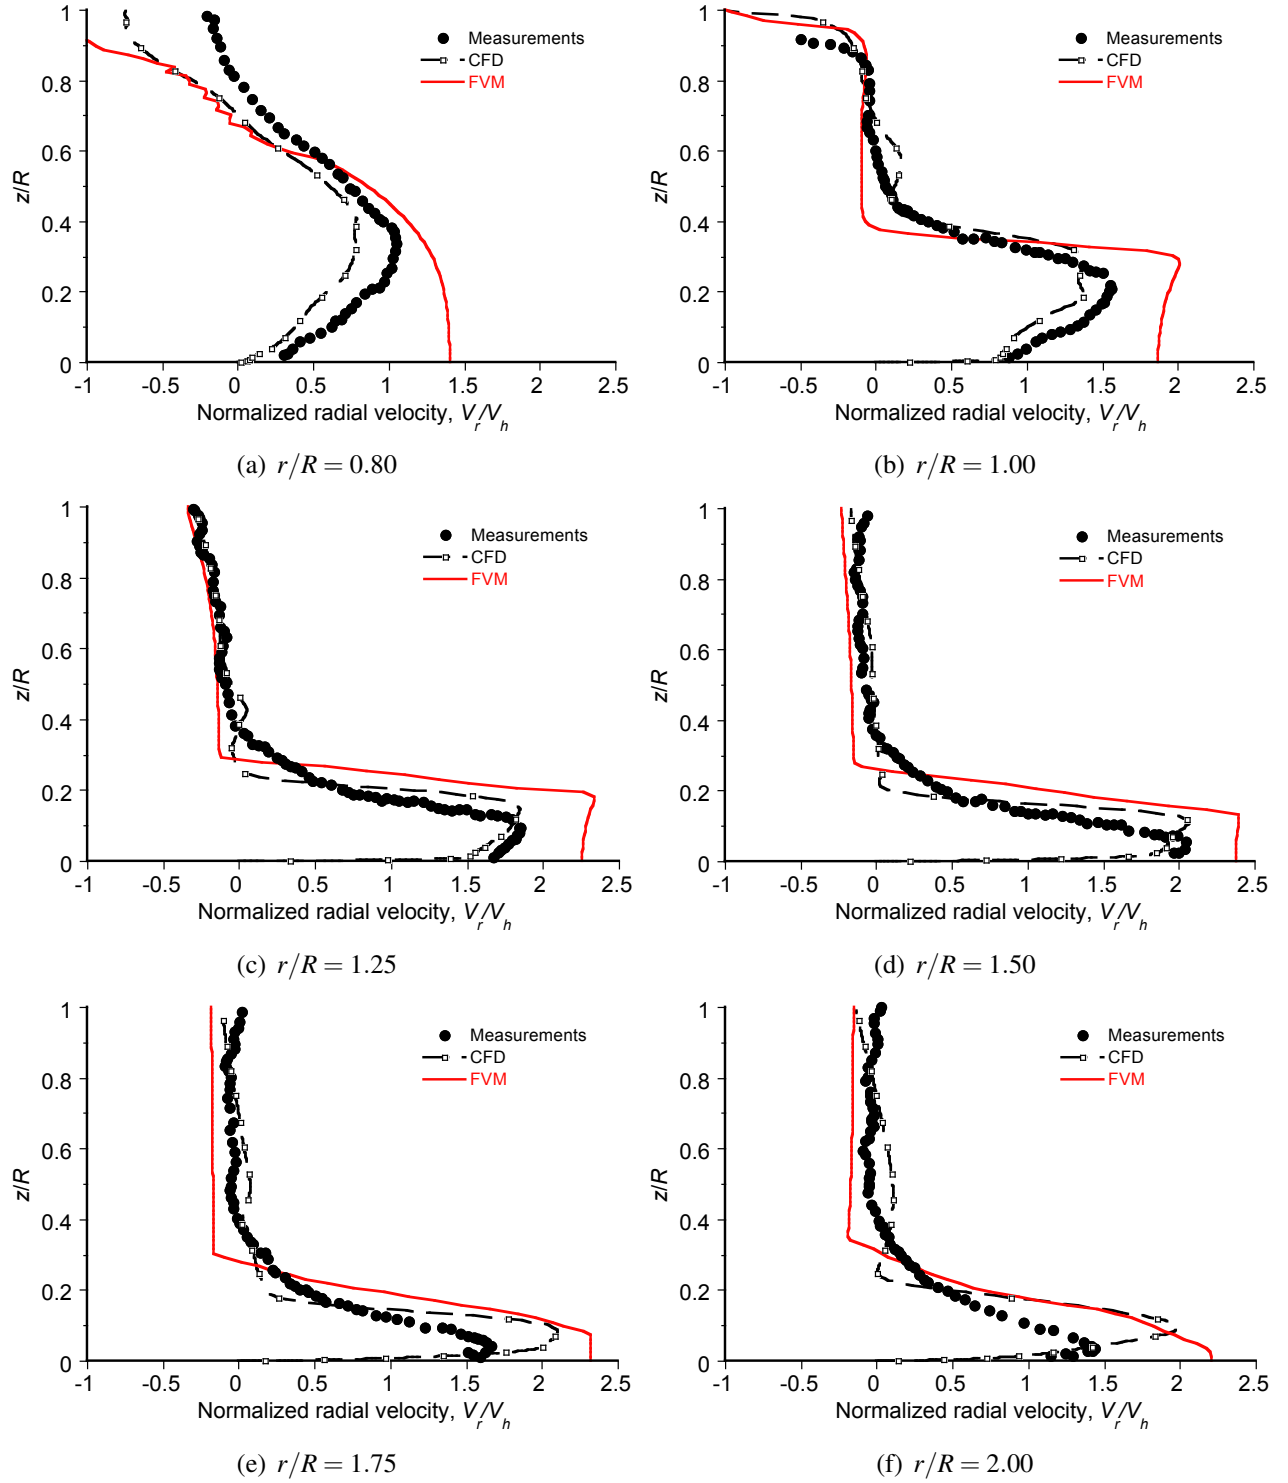 1
0.8
0.6
0.4
0.2
0
z/R
Measurements
CFD
FVM
-1 -0.5 0 0.5 1 1.5 2 2.5
Normalized radial velocity, V_r/V_h
(a) r/R = 0.80
1
0.8
0.6
0.4
0.2
0
z/R
Measurements
CFD
FVM
-1 -0.5 0 0.5 1 1.5 2 2.5
Normalized radial velocity, V_r/V_h
(b) r/R = 1.00
1
0.8
0.6
0.4
0.2
0
z/R
Measurements
CFD
FVM
-1 -0.5 0 0.5 1 1.5 2 2.5
Normalized radial velocity, V_r/V_h
(c) r/R = 1.25
1
0.8
0.6
0.4
0.2
0
z/R
Measurements
CFD
FVM
-1 -0.5 0 0.5 1 1.5 2 2.5
Normalized radial velocity, V_r/V_h
(d) r/R = 1.50
1
0.8
0.6
0.4
0.2
0
z/R
Measurements
CFD
FVM
-1 -0.5 0 0.5 1 1.5 2 2.5
Normalized radial velocity, V_r/V_h
(e) r/R = 1.75
1
0.8
0.6
0.4
0.2
0
z/R
Measurements
CFD
FVM
-1 -0.5 0 0.5 1 1.5 2 2.5
Normalized radial velocity, V_r/V_h
(f) r/R = 2.00